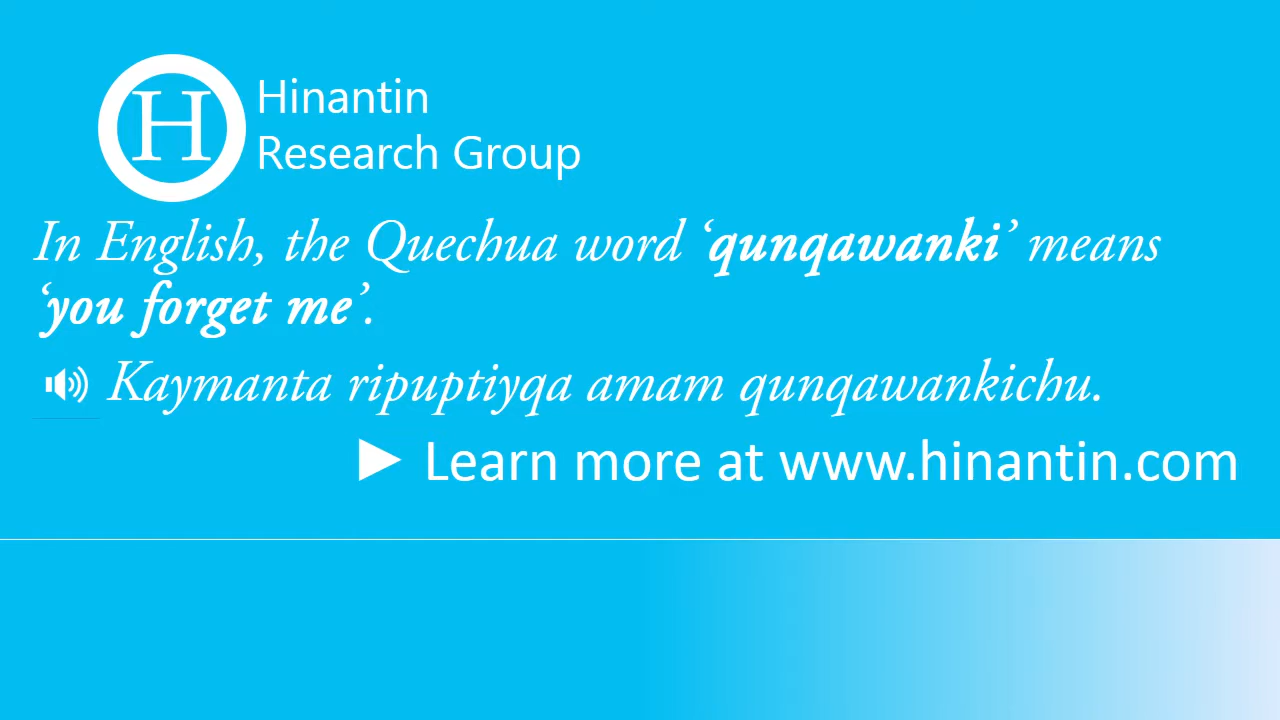 H
Hinantin
Research Group
In English, the Quechua word ‘qunqawanki’ means
‘you forget me’.
Kaymanta ripuptiyqa amam qunqawankichu.
► Learn more at www.hinantin.com